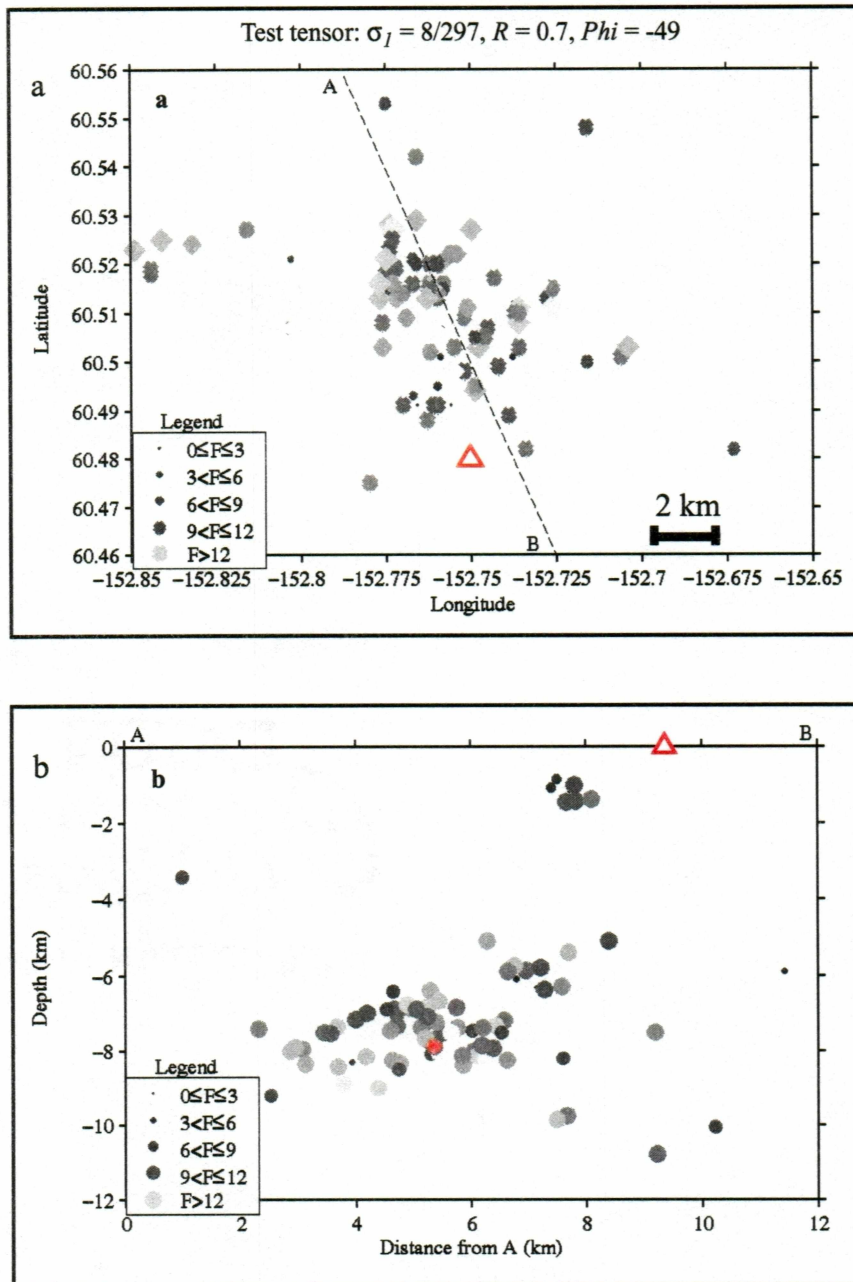 Test tensor: σ1 = 8/297, R = 0.7, Phi = -49
a
a
A
60.56
60.55
60.54
60.53
60.52
60.51
60.5
60.49
60.48
60.47
60.46
Latitude
Legend
0≤F≤3
3<F≤6
6<F≤9
9<F≤12
F>12
2 km
B
−152.85
−152.825
−152.8
−152.775
−152.75
−152.725
−152.7
−152.675
−152.65
Longitude
b
b
A
B
0
−2
−4
−6
−8
−10
−12
Depth (km)
Legend
0≤F≤3
3<F≤6
6<F≤9
9<F≤12
F>12
0
2
4
6
8
10
12
Distance from A (km)